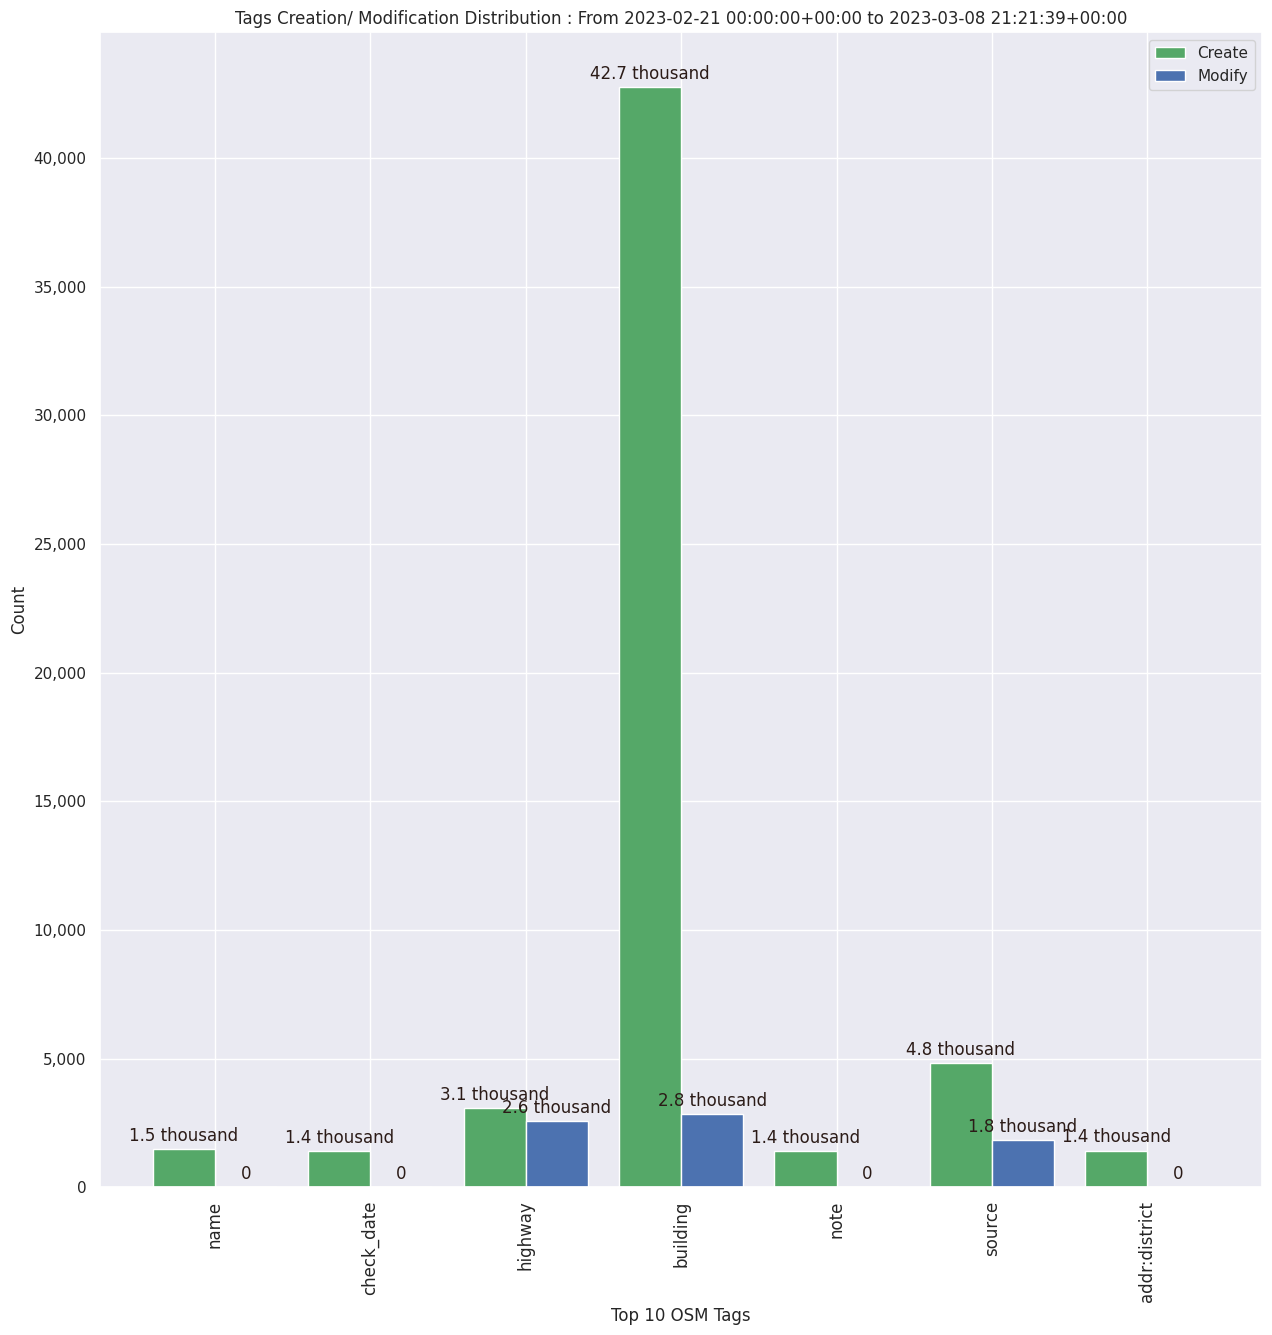 Tags Creation/ Modification Distribution : From 2023-02-21 00:00:00+00:00 to 2023-03-08 21:21:39+00:00
Create
Modify
42.7 thousand
40,000
35,000
30,000
25,000
20,000
15,000
10,000
5,000
0
Count
1.5 thousand
0
1.4 thousand
0
3.1 thousand
2.6 thousand
2.8 thousand
1.4 thousand
0
4.8 thousand
1.8 thousand
1.4 thousand
0
name
check_date
highway
building
note
source
addr:district
Top 10 OSM Tags